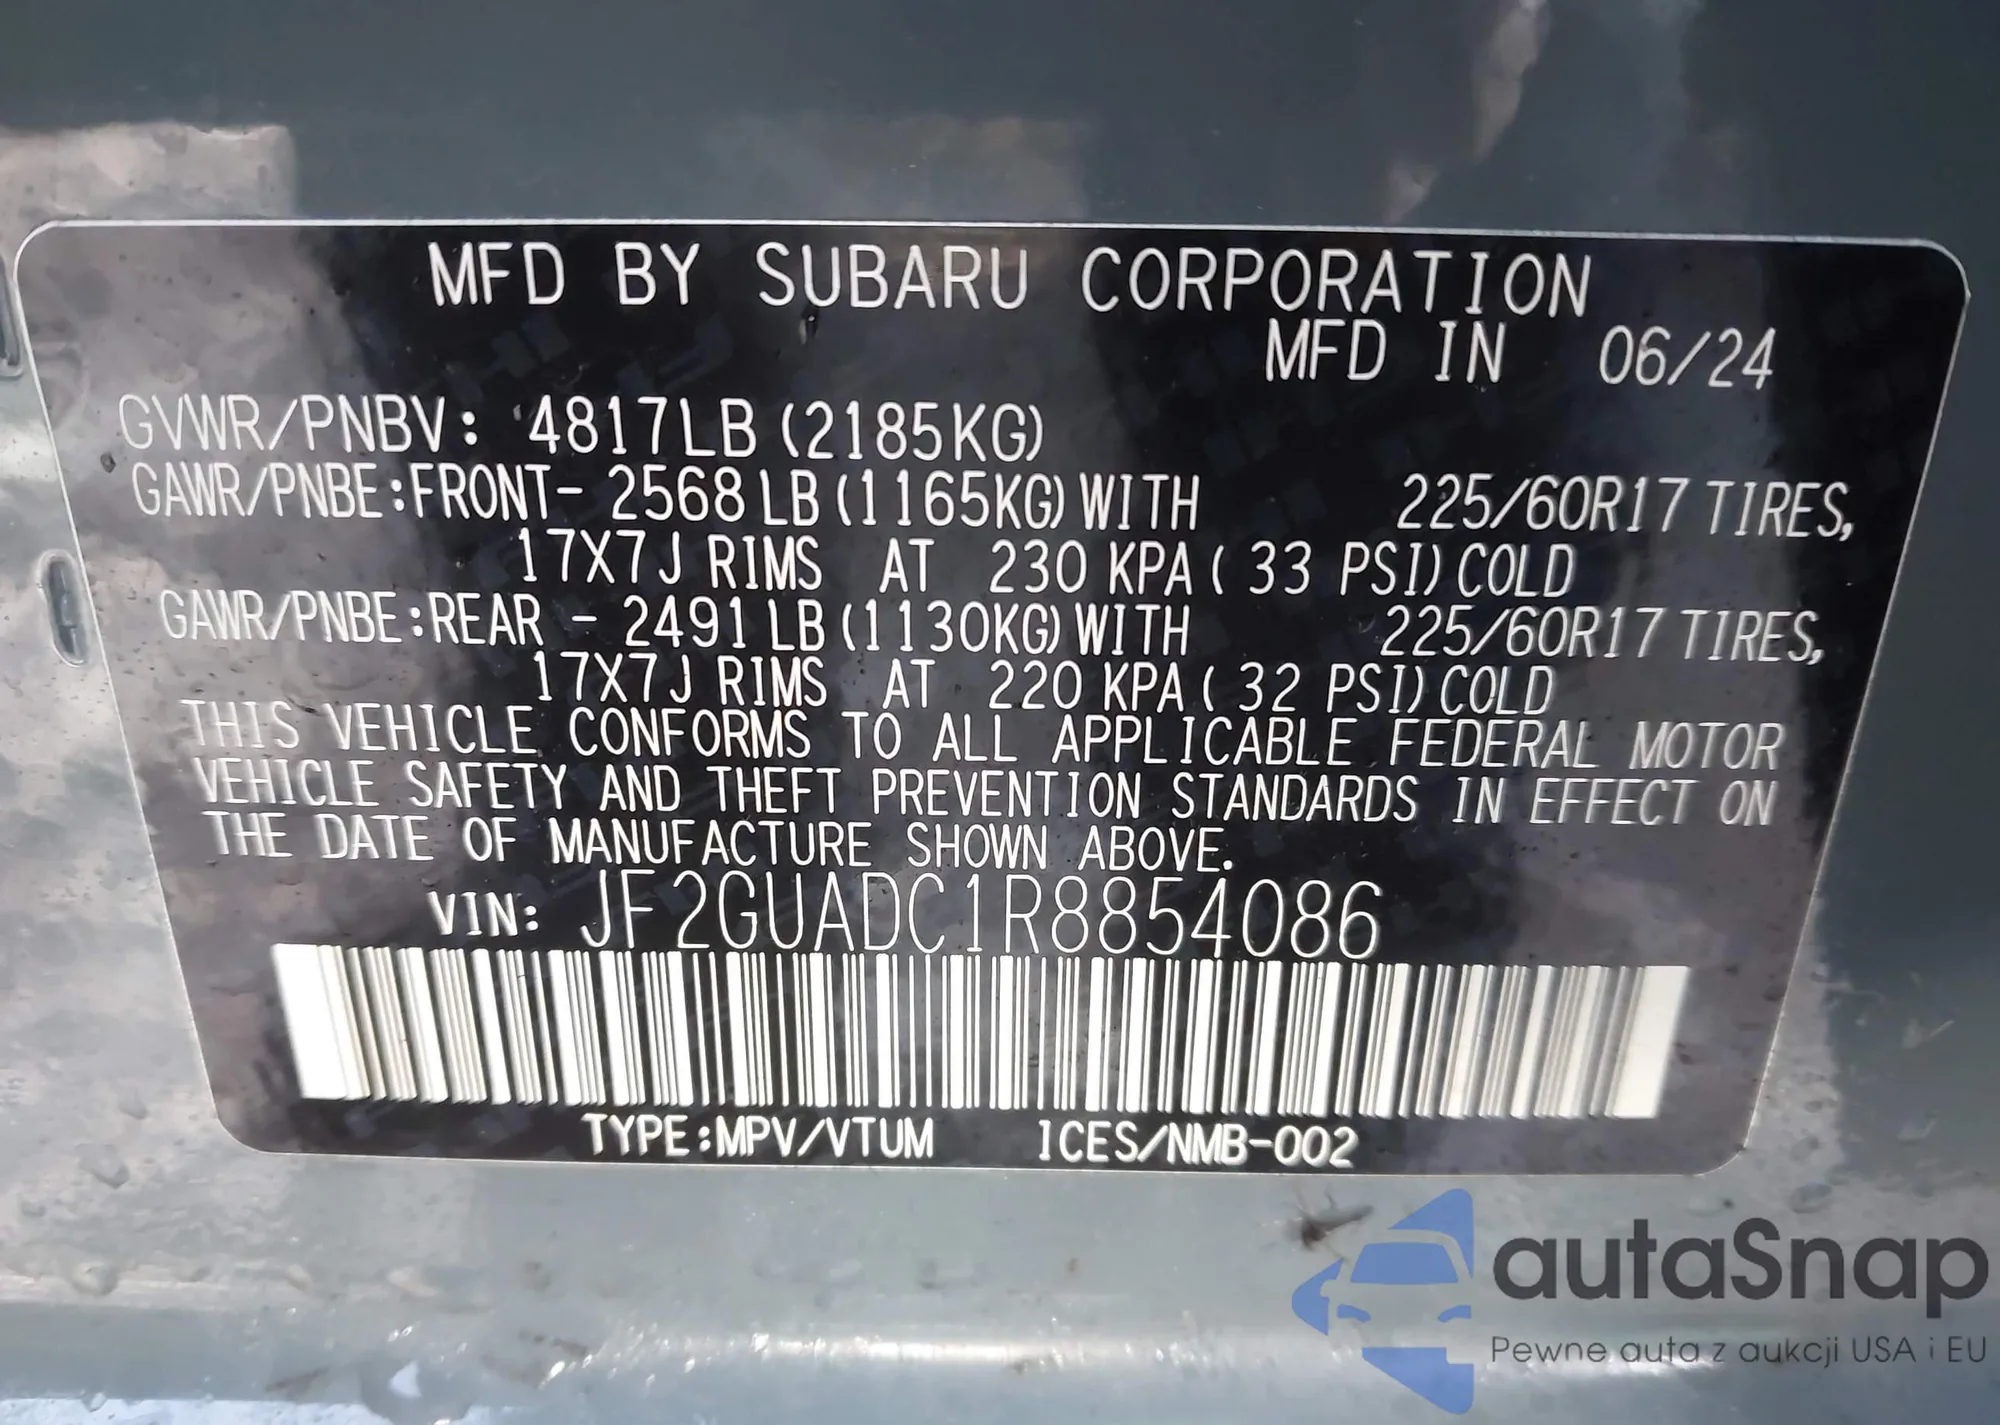 MFD BY SUBARU CORPORATION
MFD IN 06/24
GVWR/PNBV: 4817LB (2185KG)
GAWR/PNBE:FRONT- 2568 LB (1165KG) WITH 225/60R17 TIRES,
17X7J RIMS AT 230 KPA ( 33 PSI) COLD
GAWR/PNBE:REAR - 2491 LB (1130KG) WITH 225/60R17 TIRES,
17X7J RIMS AT 220 KPA ( 32 PSI) COLD
THIS VEHICLE CONFORMS TO ALL APPLICABLE FEDERAL MOTOR
VEHICLE SAFETY AND THEFT PREVENTION STANDARDS IN EFFECT ON
THE DATE OF MANUFACTURE SHOWN ABOVE.
VIN: JF2GUADC1R8854086
TYPE:MPV/VTUM ICES/NMB-002
autaSnap
Pewne auta z aukcji USA i EU